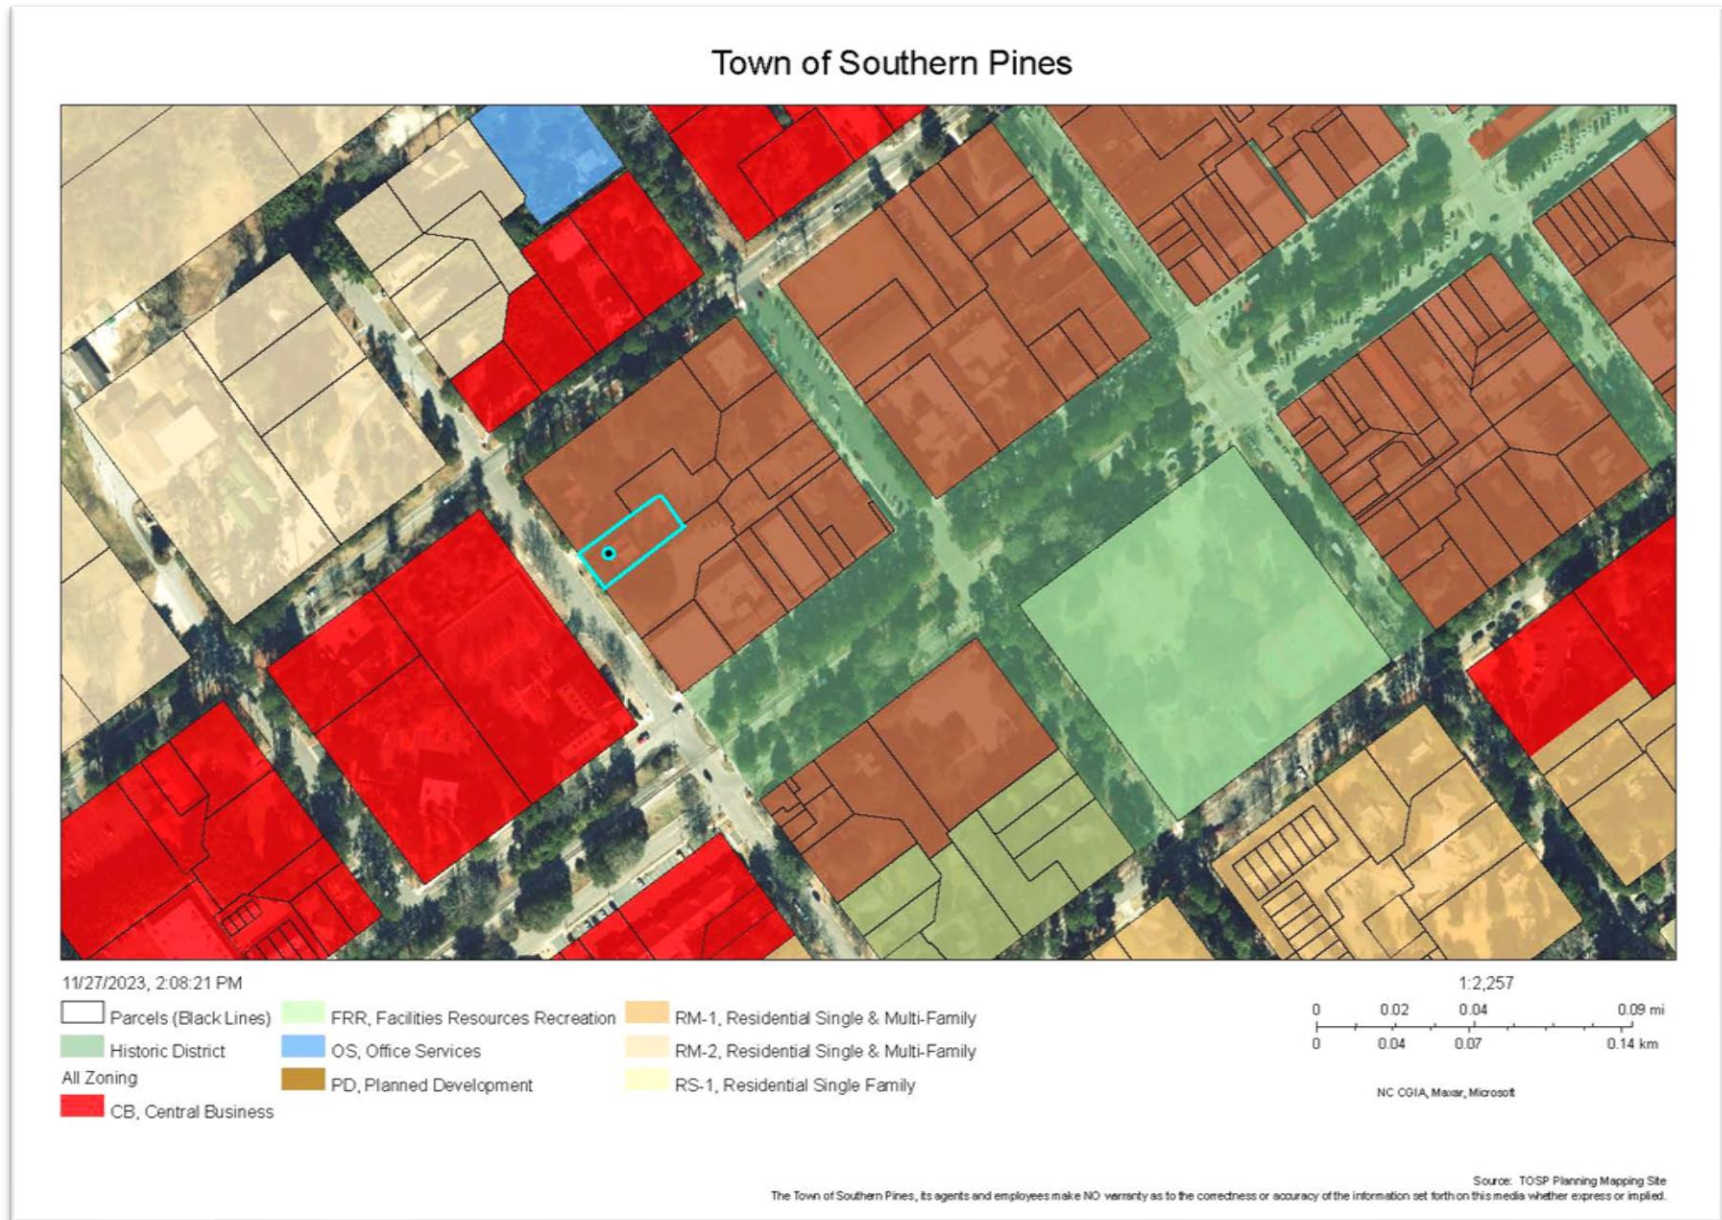 Town of Southern Pines
11/27/2023, 2:08:21 PM
Parcels (Black Lines)
Historic District
All Zoning
CB, Central Business
FRR, Facilities Resources Recreation
OS, Office Services
PD, Planned Development
RM-1, Residential Single & Multi-Family
RM-2, Residential Single & Multi-Family
RS-1, Residential Single Family
1:2,257
0 0.02 0.04 0.09 mi
0 0.04 0.07 0.14 km
NC CGIA, Maxar, Microsoft
Source: TOSP Planning Mapping Site
The Town of Southern Pines, its agents and employees make NO warranty as to the correctness or accuracy of the information set forth on this media whether express or implied.